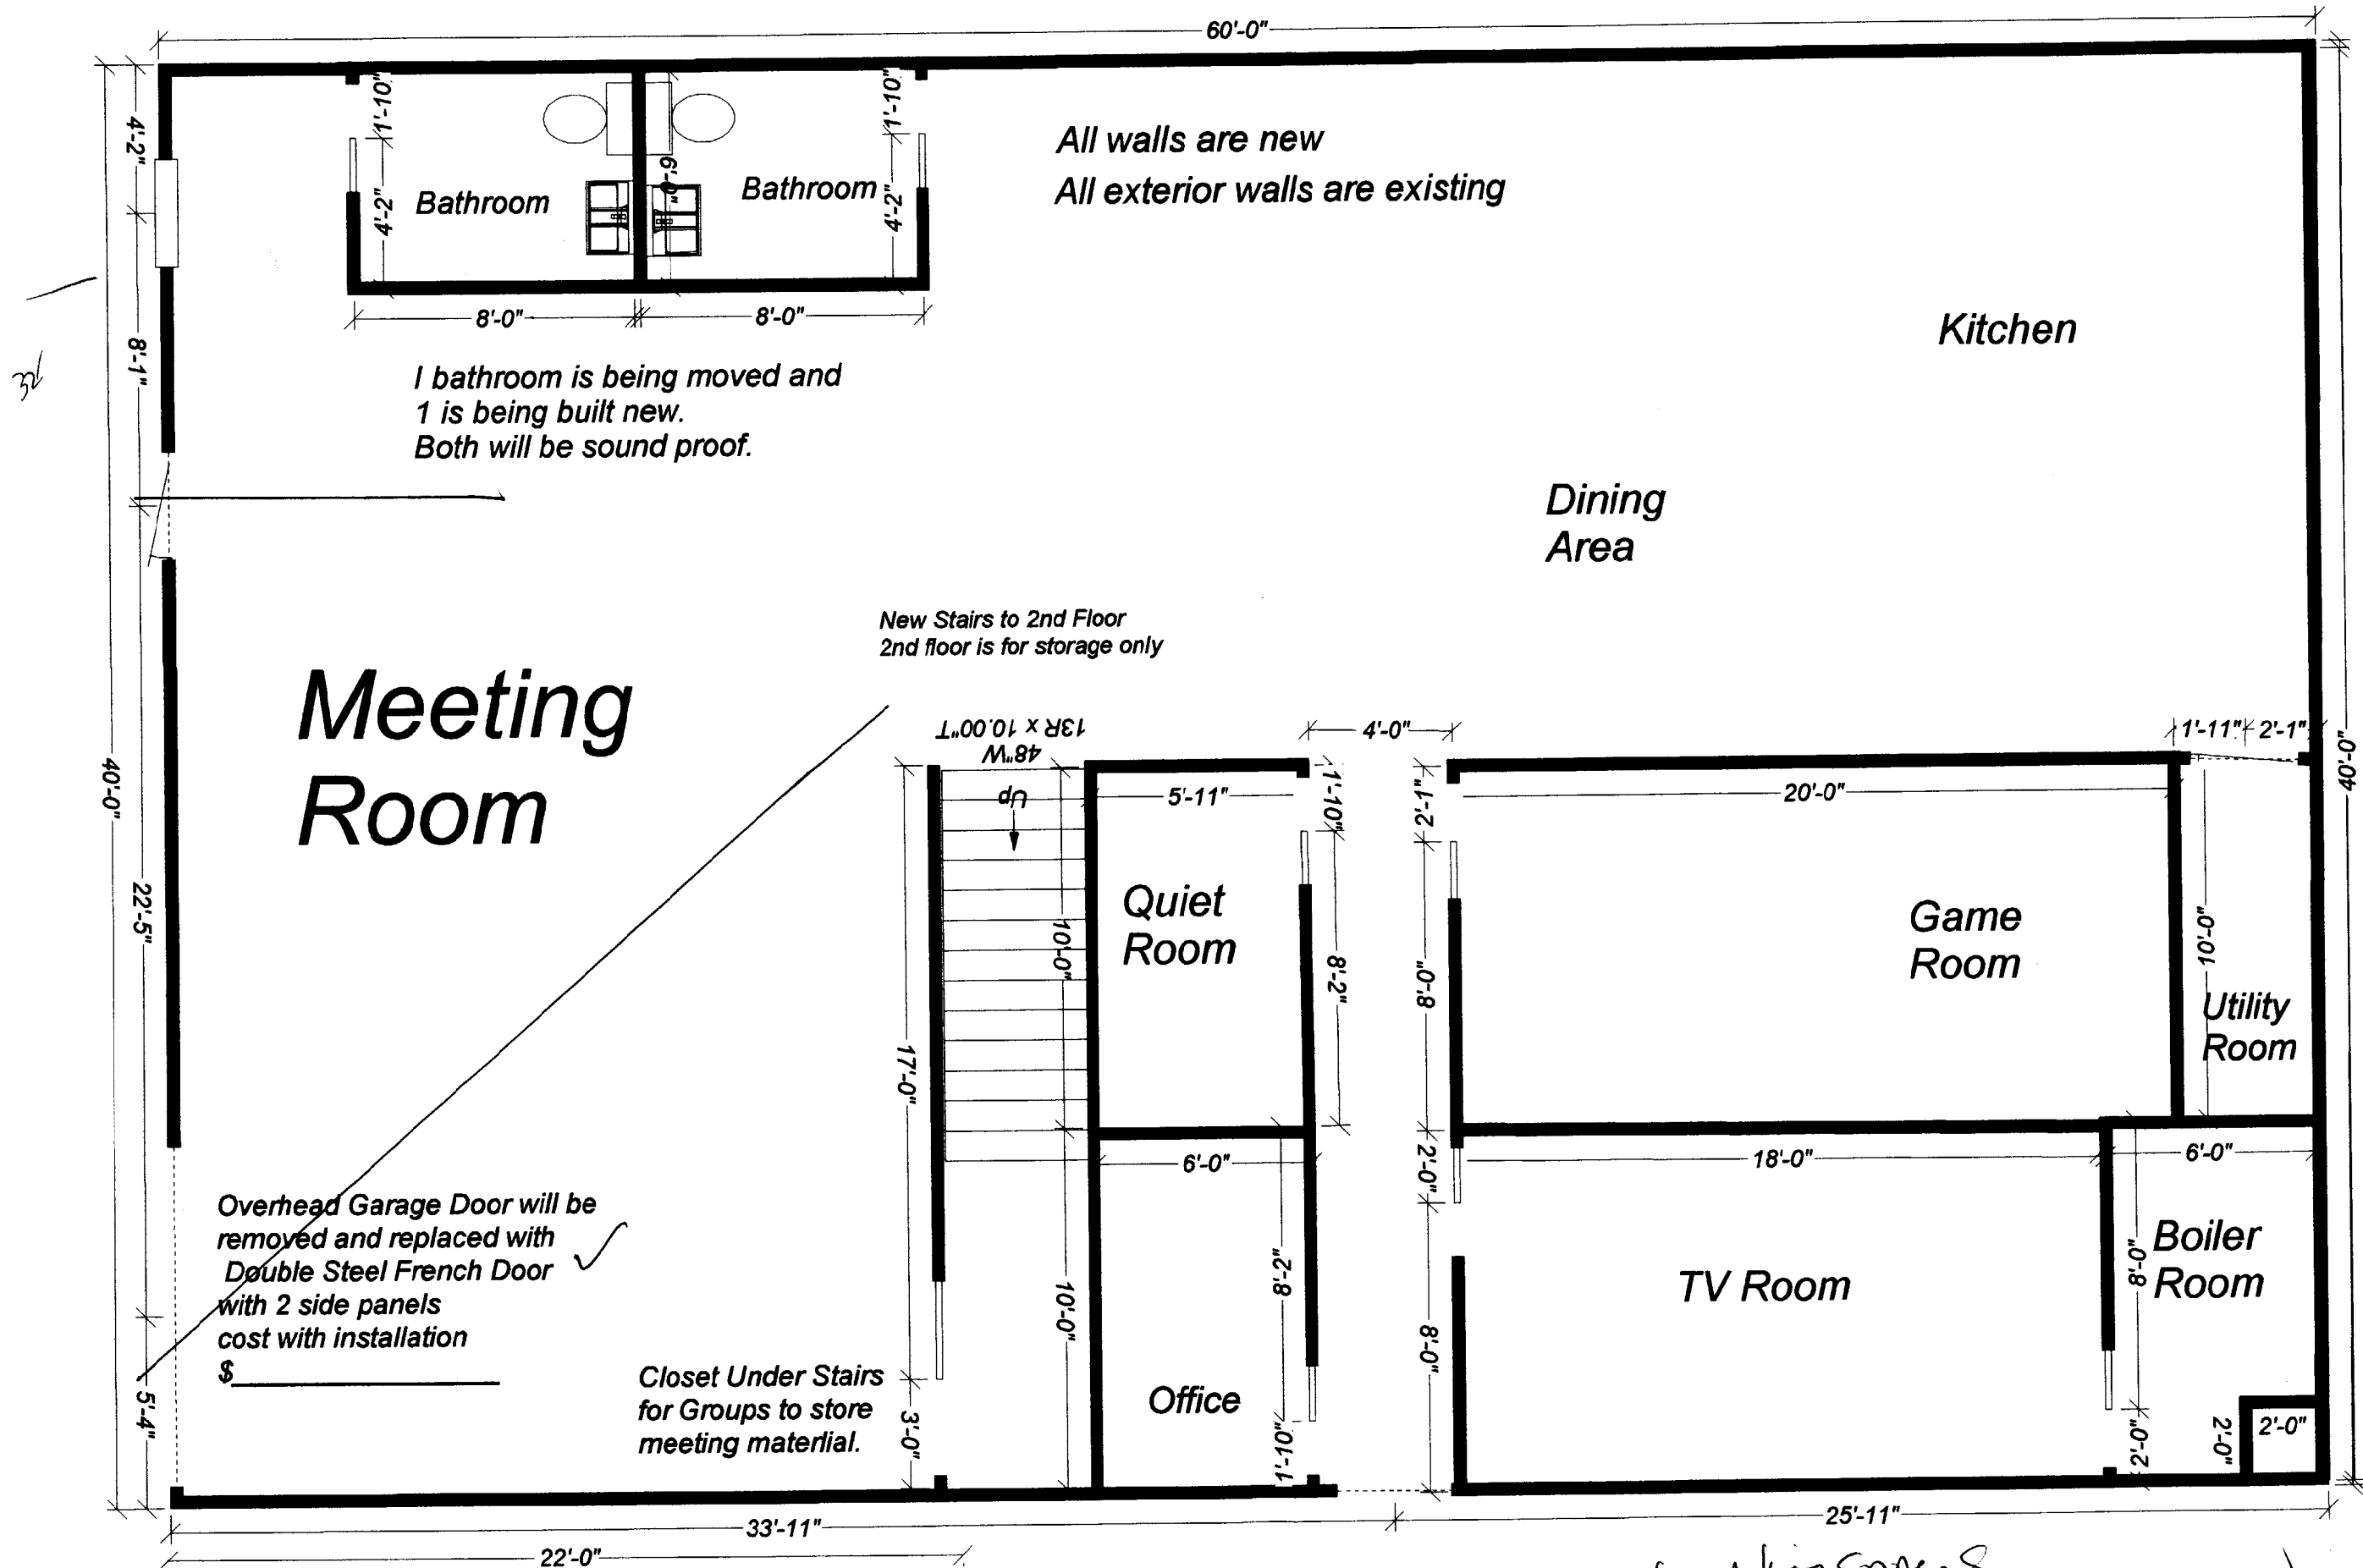 60'-0"
4'-2"
8'-1"
40'-0"
22'-5"
5'-4"
1'-10"
4'-2"
Bathroom
6'-0"
Bathroom
1'-10"
4'-2"
8'-0"
8'-0"
All walls are new
All exterior walls are existing
I bathroom is being moved and
1 is being built new.
Both will be sound proof.
Kitchen
Dining
Area
New Stairs to 2nd Floor
2nd floor is for storage only
Meeting
Room
13R x 10.00"T
48"W
Up
4'-0"
1'-11"
2'-1"
40'-0"
5'-11"
1'-10"
2'-1"
20'-0"
Quiet
Room
10'-0"
8'-2"
8'-0"
Game
Room
10'-0"
Utility
Room
17'-0"
6'-0"
2'-0"
18'-0"
6'-0"
Overhead Garage Door will be
removed and replaced with
Double Steel French Door
with 2 side panels
cost with installation
$
10'-0"
8'-2"
8'-0"
TV Room
8'-0"
Boiler
Room
Closet Under Stairs
for Groups to store
meeting materlial.
3'-0"
Office
1'-10"
2'-0"
2'-0"
2'-0"
33'-11"
25'-11"
22'-0"